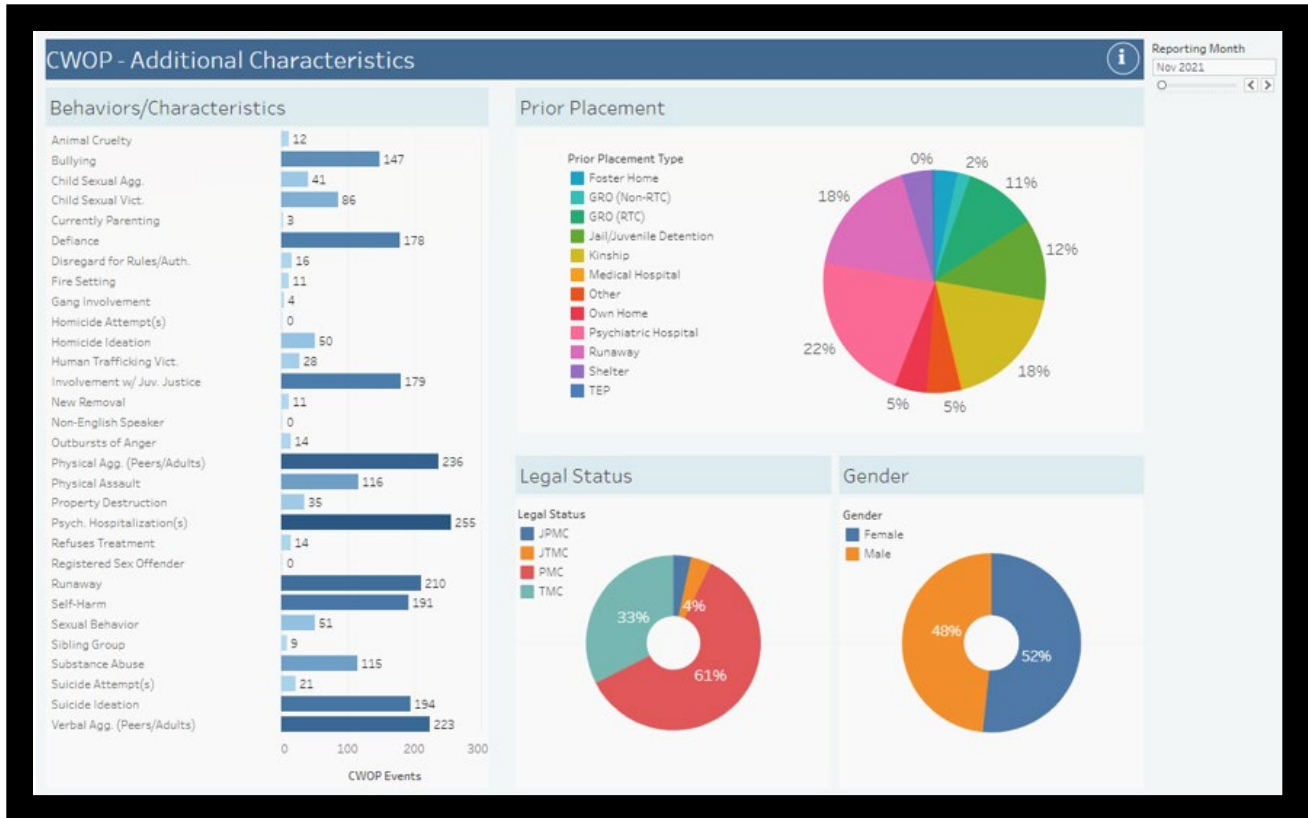 CWOP - Additional Characteristics
i
Reporting Month
Nov 2021
< >
Behaviors/Characteristics
Animal Cruelty 12
Bullying 147
Child Sexual Agg. 41
Child Sexual Vict. 86
Currently Parenting 3
Defiance 178
Disregard for Rules/Auth. 16
Fire Setting 11
Gang Involvement 4
Homicide Attempt(s) 0
Homicide Ideation 50
Human Trafficking Vict. 28
Involvement w/ Juv. Justice 179
New Removal 11
Non-English Speaker 0
Outbursts of Anger 14
Physical Agg. (Peers/Adults) 236
Physical Assault 116
Property Destruction 35
Psych. Hospitalization(s) 255
Refuses Treatment 14
Registered Sex Offender 0
Runaway 210
Self-Harm 191
Sexual Behavior 51
Sibling Group 9
Substance Abuse 115
Suicide Attempt(s) 21
Suicide Ideation 194
Verbal Agg. (Peers/Adults) 223
0 100 200 300
CWOP Events
Prior Placement
Prior Placement Type
Foster Home
GRO (Non-RTC)
GRO (RTC)
Jail/Juvenile Detention
Kinship
Medical Hospital
Other
Own Home
Psychiatric Hospital
Runaway
Shelter
TEP
0%
2%
11%
12%
18%
5%
5%
22%
18%
Legal Status
Legal Status
JPMC
JTMC
PMC
TMC
4%
33%
61%
Gender
Gender
Female
Male
48%
52%